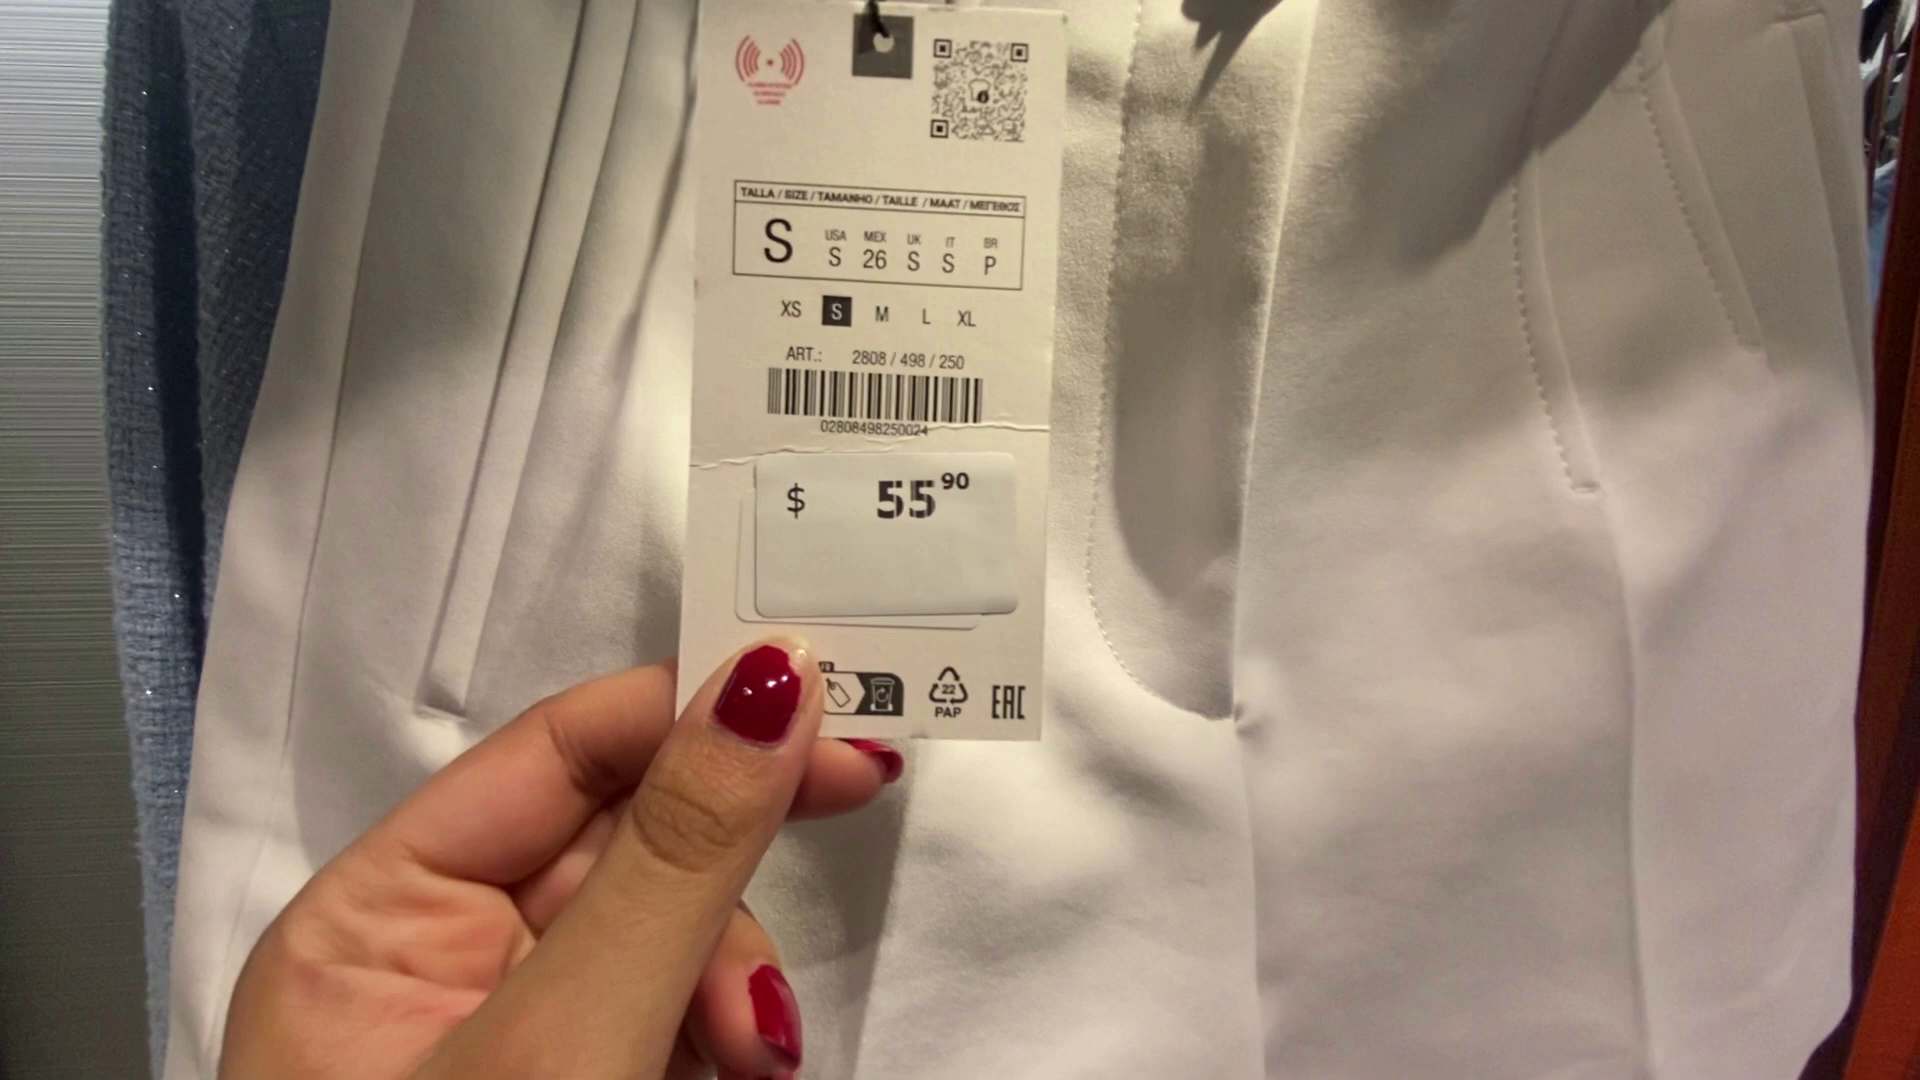 TALLA / SIZE / TAMANHO / TAILLE / MAAT / ΜΕΓΕΘΟΣ
S
USA MEX UK IT BR
S 26 S S P
XS S M L XL
ART.: 2808 / 498 / 250
02808498250024
$ 55 90
FR
22
PAP
EAC